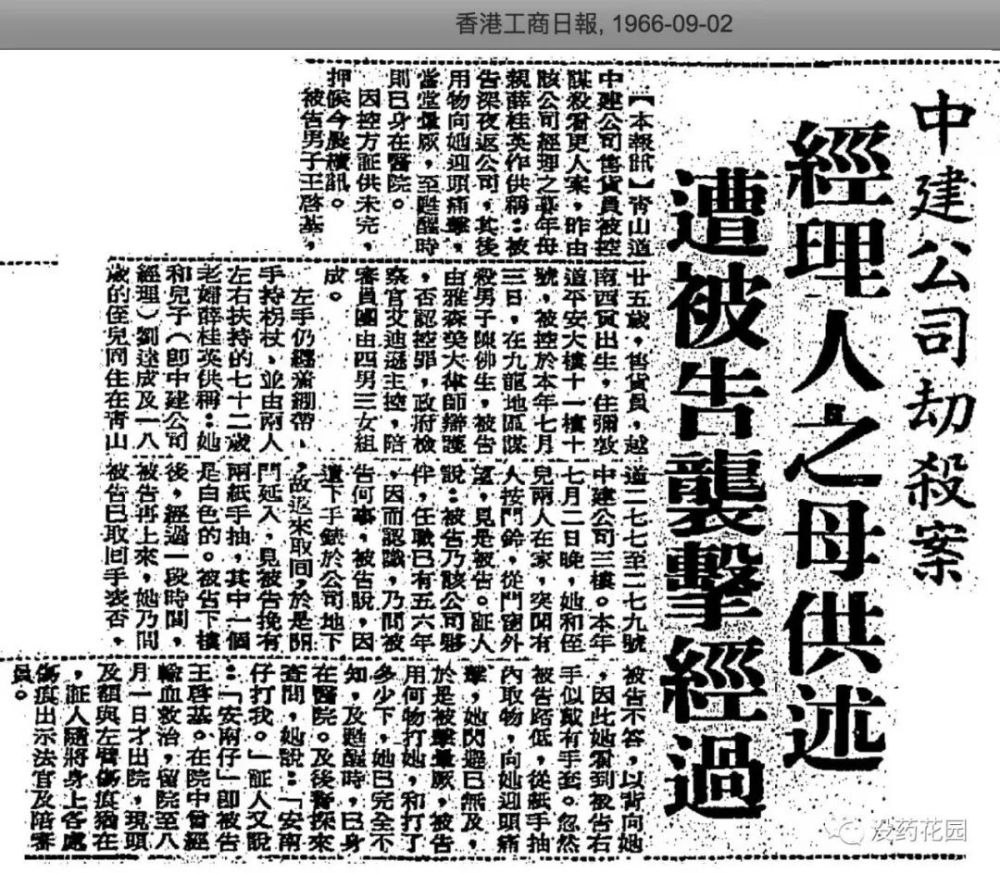 香港工商日報, 1966-09-02
中建公司劫殺案
經理人之母供述
遭被告襲擊經過
【本報訊】青山道
中建公司售貨員被控
謀殺看更人案，昨由
該公司經理之暮年母
親薛桂英作供稱：被
告深夜返公司，其後
用物向她迎頭痛擊，
當堂暈厥，至甦醒時
即已身在醫院。
因控方証供未完，
押候今晨續訊。
被告男子王啓基，
廿五歲，售貨員，越
南西貢出生，住彌敦
道平安大樓十一樓十
號，被控於本年七月
三日，在九龍地區謀
殺男子陳佛生，被告
由雅森美大律師辯護
，否認控罪，政府檢
察官艾迪遜主控，陪
審員團由四男三女組
成。
左手仍纏着綳帶、
手持柺杖、並由兩人
左右扶持的七十二歲
老婦薛桂英供稱：她
和兒子（即中建公司
經理）劉遠成及一八
歲的侄兒同住在青山
道二七七至二七九號
中建公司三樓。本年
七月二日晚，她和侄
兒兩人在家，突聞有
人按門鈴，從門窗外
望，見是被告。証人
說：被告乃該公司夥
伴，任職已有五六年
，因而認識，乃問被
告何事，被告說，因
遺下手錶於公司地下
，故返來取回，於是開
門延入，見被告挽有
兩紙手抽，其中一個
是白色的。被告下樓
後，經過一段時間，
被告再上來，她乃問
被告已取回手表否，
被告不答，以背向她
，因此她看到被告右
手似戴有手套。忽然
被告踎低，從紙手抽
內取物，向她迎頭痛
擊，她閃避已無及，
於是被擊暈厥，被告
用何物打她，和打了
多少下，她已完全不
知，及甦醒時，已身
在醫院。及後警探來
查問，她說：「安南
仔打我。」証人又說
：「安南仔」即被告
王啓基。在院中曾經
輸血救治，留院至八
月一日才出院，現頭
及額與左臂傷痕猶在
，証人隨將身上各處
傷痕出示法官及陪審
員。
没药花园